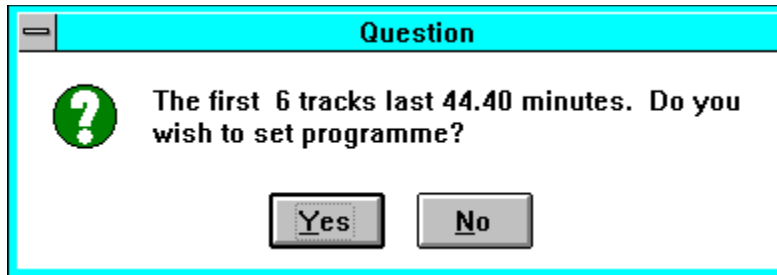 Question
The first  6 tracks last 44.40 minutes.  Do you
wish to set programme?
Yes
No